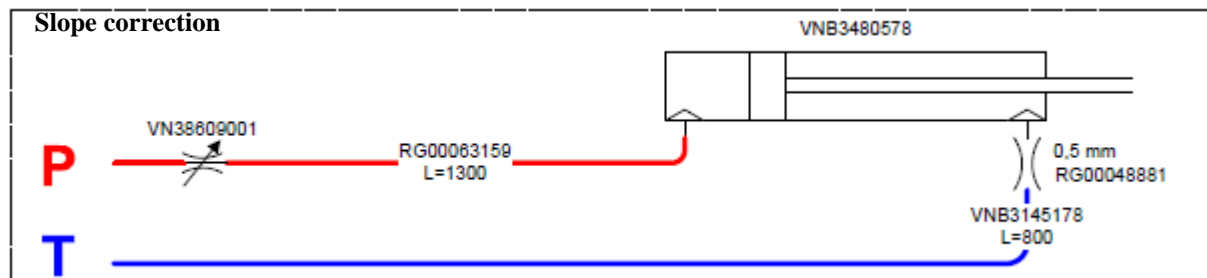 Slope correction
VNB3480578
VN38609001
P
RG00063159
L=1300
0,5 mm
RG00048881
VNB3145178
L=800
T